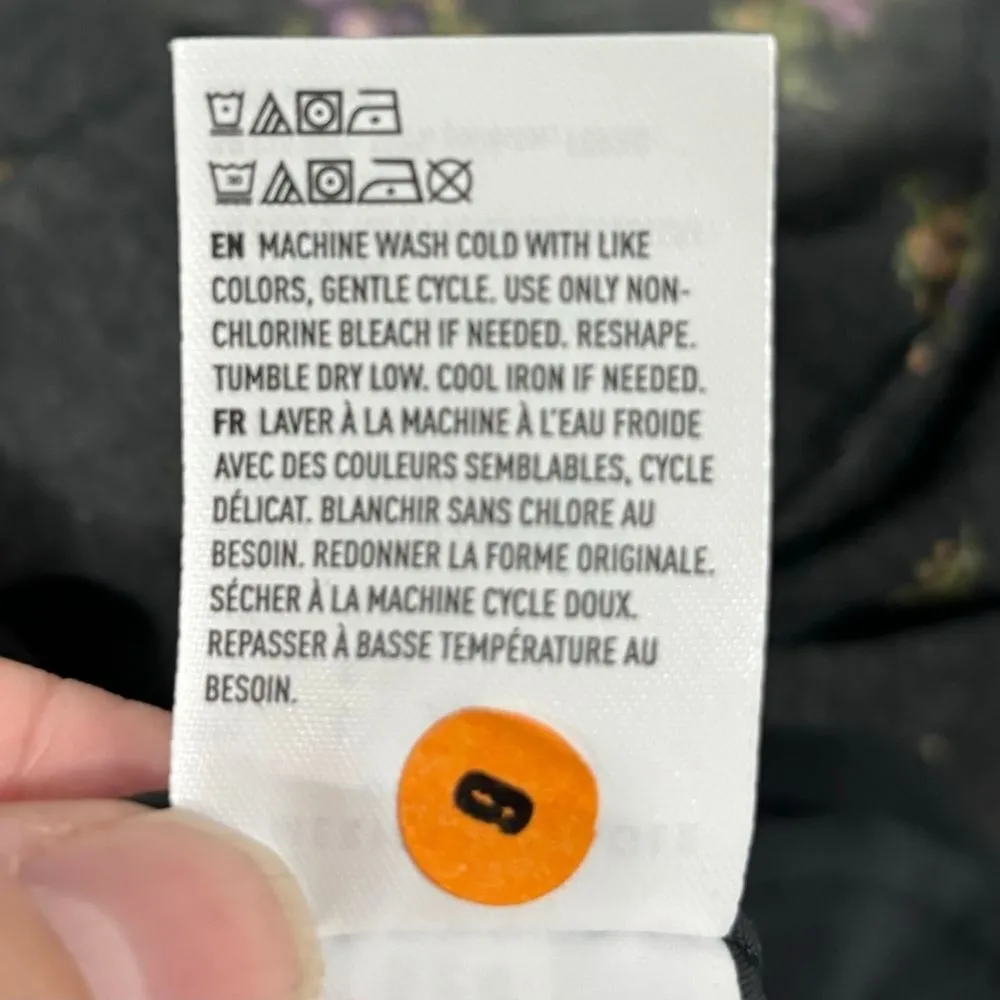 30
EN MACHINE WASH COLD WITH LIKE
COLORS, GENTLE CYCLE. USE ONLY NON-
CHLORINE BLEACH IF NEEDED. RESHAPE.
TUMBLE DRY LOW. COOL IRON IF NEEDED.
FR LAVER À LA MACHINE À L'EAU FROIDE
AVEC DES COULEURS SEMBLABLES, CYCLE
DÉLICAT. BLANCHIR SANS CHLORE AU
BESOIN. REDONNER LA FORME ORIGINALE.
SÉCHER À LA MACHINE CYCLE DOUX.
REPASSER À BASSE TEMPÉRATURE AU
BESOIN.